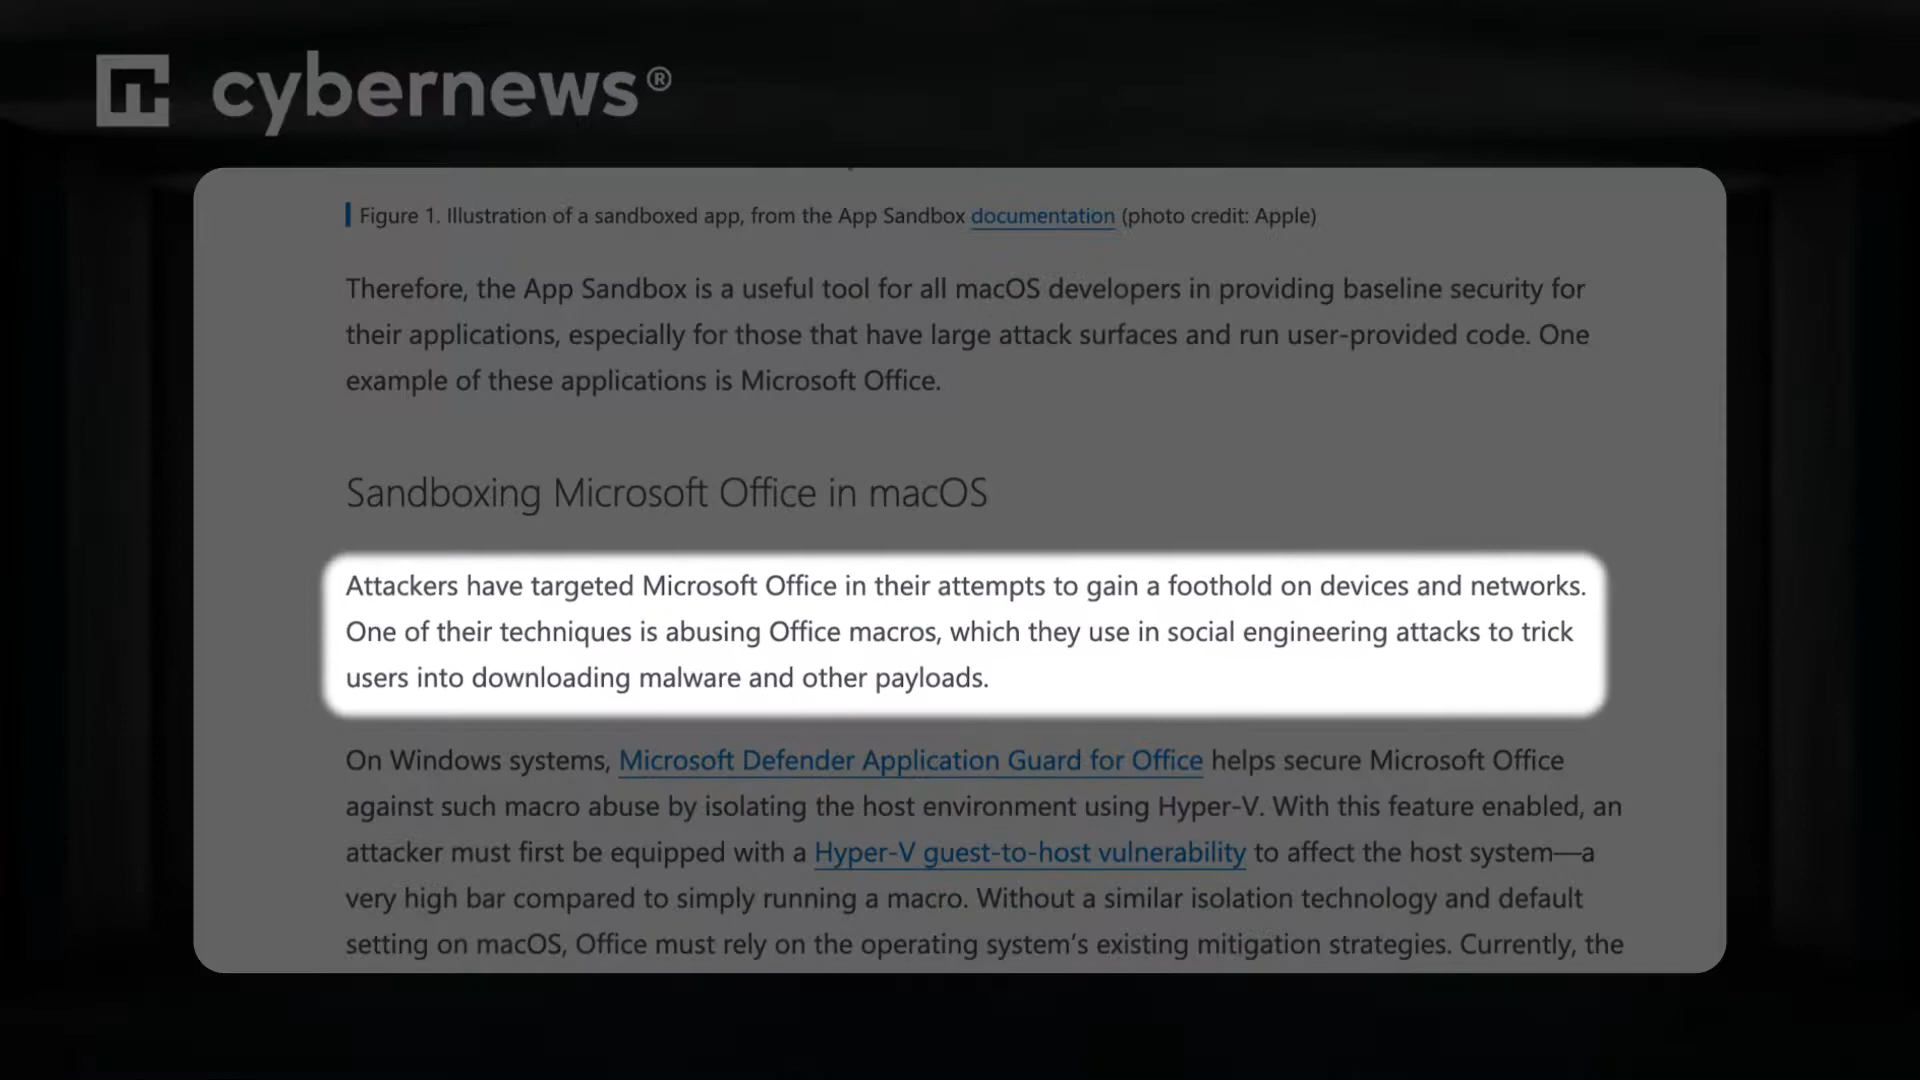 cybernews®
Figure 1. Illustration of a sandboxed app, from the App Sandbox documentation (photo credit: Apple)
Therefore, the App Sandbox is a useful tool for all macOS developers in providing baseline security for
their applications, especially for those that have large attack surfaces and run user-provided code. One
example of these applications is Microsoft Office.
Sandboxing Microsoft Office in macOS
Attackers have targeted Microsoft Office in their attempts to gain a foothold on devices and networks.
One of their techniques is abusing Office macros, which they use in social engineering attacks to trick
users into downloading malware and other payloads.
On Windows systems, Microsoft Defender Application Guard for Office helps secure Microsoft Office
against such macro abuse by isolating the host environment using Hyper-V. With this feature enabled, an
attacker must first be equipped with a Hyper-V guest-to-host vulnerability to affect the host system—a
very high bar compared to simply running a macro. Without a similar isolation technology and default
setting on macOS, Office must rely on the operating system's existing mitigation strategies. Currently, the